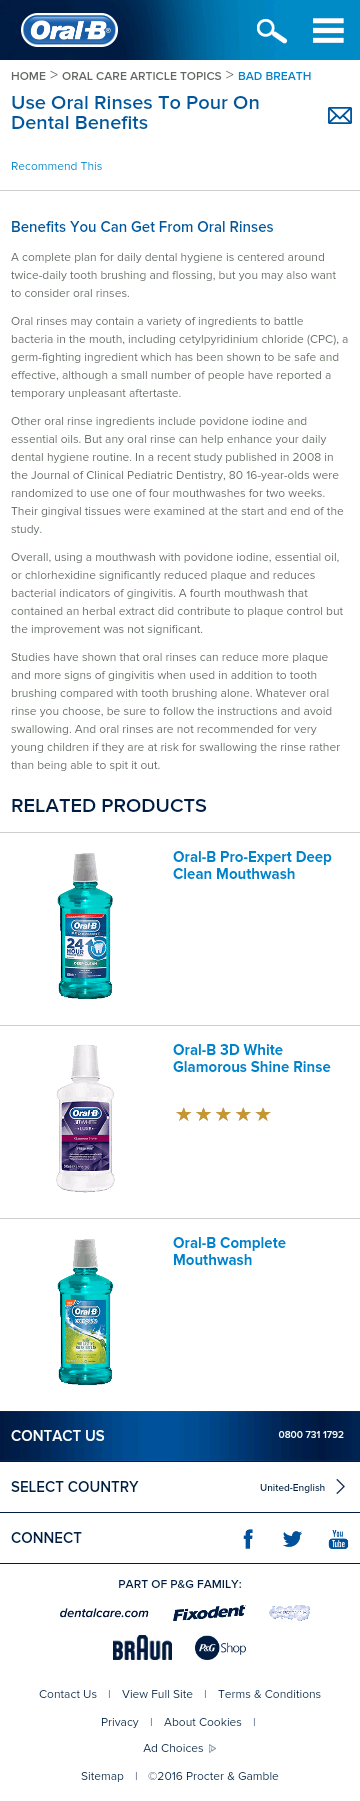 Oral-B
HOME > ORAL CARE ARTICLE TOPICS > BAD BREATH
Use Oral Rinses To Pour On
Dental Benefits
Recommend This
Benefits You Can Get From Oral Rinses
A complete plan for daily dental hygiene is centered around
twice-daily tooth brushing and flossing, but you may also want
to consider oral rinses.
Oral rinses may contain a variety of ingredients to battle
bacteria in the mouth, including cetylpyridinium chloride (CPC), a
germ-fighting ingredient which has been shown to be safe and
effective, although a small number of people have reported a
temporary unpleasant aftertaste.
Other oral rinse ingredients include povidone iodine and
essential oils. But any oral rinse can help enhance your daily
dental hygiene routine. In a recent study published in 2008 in
the Journal of Clinical Pediatric Dentistry, 80 16-year-olds were
randomized to use one of four mouthwashes for two weeks.
Their gingival tissues were examined at the start and end of the
study.
Overall, using a mouthwash with povidone iodine, essential oil,
or chlorhexidine significantly reduced plaque and reduces
bacterial indicators of gingivitis. A fourth mouthwash that
contained an herbal extract did contribute to plaque control but
the improvement was not significant.
Studies have shown that oral rinses can reduce more plaque
and more signs of gingivitis when used in addition to tooth
brushing compared with tooth brushing alone. Whatever oral
rinse you choose, be sure to follow the instructions and avoid
swallowing. And oral rinses are not recommended for very
young children if they are at risk for swallowing the rinse rather
than being able to spit it out.
RELATED PRODUCTS
Oral-B Pro-Expert Deep
Clean Mouthwash
Oral-B
24
HOUR
Oral-B 3D White
Glamorous Shine Rinse
Oral-B
3D WHITE
LUXE
Oral-B Complete
Mouthwash
Oral-B
CONTACT US 0800 731 1792
SELECT COUNTRY United-English
CONNECT
You
Tube
PART OF P&G FAMILY:
dentalcare.com Fixodent
BRAUN P&G Shop
Contact Us | View Full Site | Terms & Conditions
Privacy | About Cookies |
Ad Choices
Sitemap | ©2016 Procter & Gamble